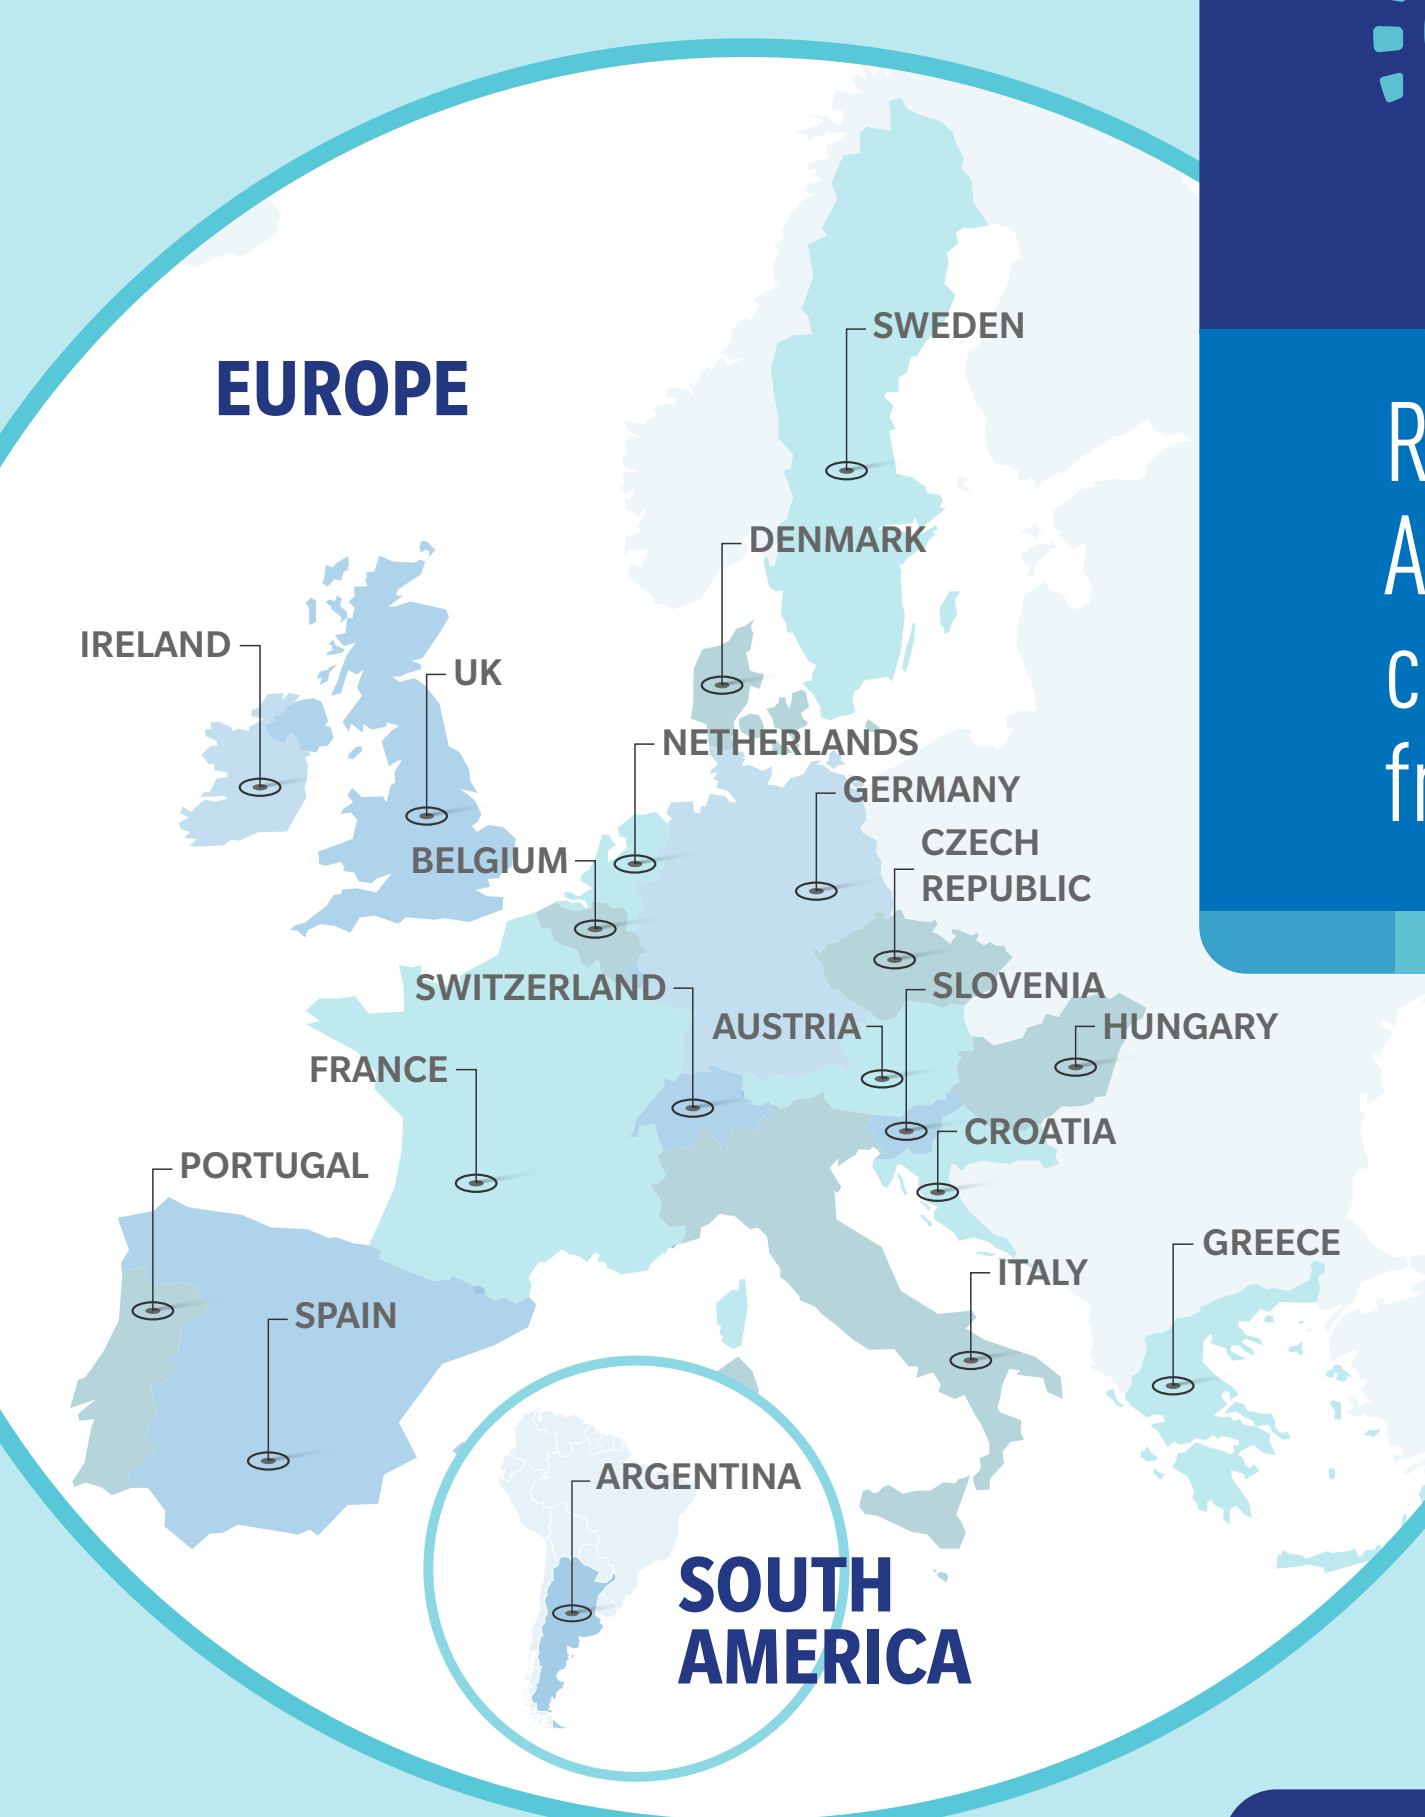 EUROPE
SWEDEN
DENMARK
IRELAND
UK
NETHERLANDS
GERMANY
CZECH
REPUBLIC
BELGIUM
SWITZERLAND
SLOVENIA
AUSTRIA
HUNGARY
FRANCE
CROATIA
PORTUGAL
GREECE
ITALY
SPAIN
ARGENTINA
SOUTH
AMERICA
R
A
c
fr